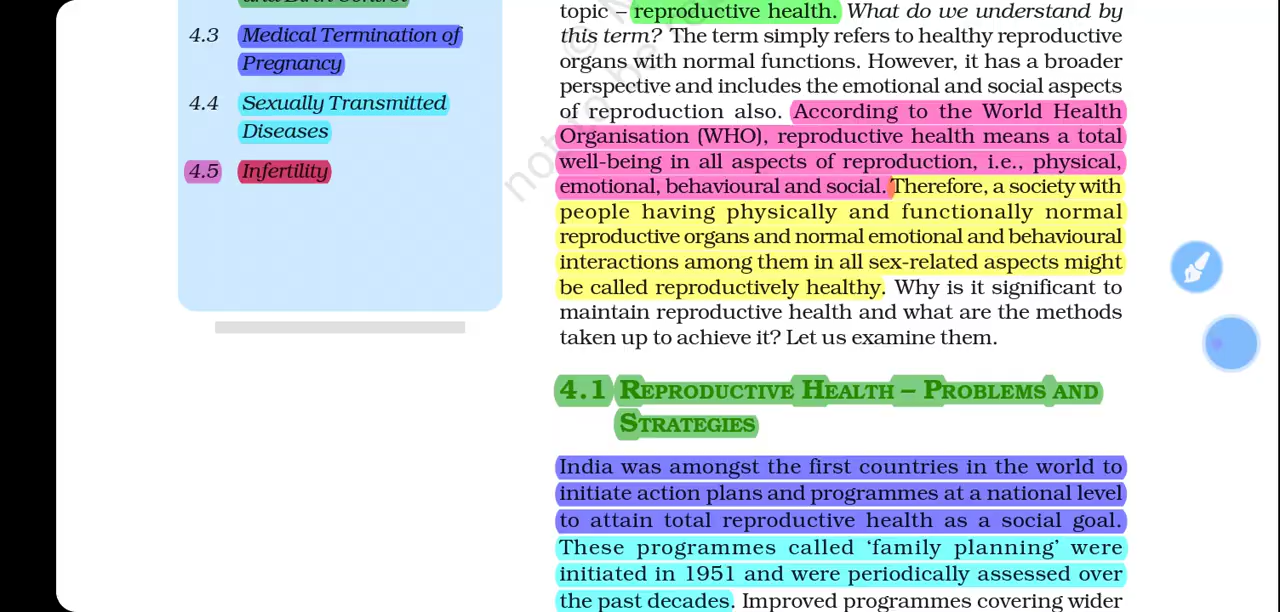 4.3 Medical Termination of
Pregnancy
4.4 Sexually Transmitted
Diseases
4.5 Infertility
topic – reproductive health. What do we understand by
this term? The term simply refers to healthy reproductive
organs with normal functions. However, it has a broader
perspective and includes the emotional and social aspects
of reproduction also. According to the World Health
Organisation (WHO), reproductive health means a total
well-being in all aspects of reproduction, i.e., physical,
emotional, behavioural and social. Therefore, a society with
people having physically and functionally normal
reproductive organs and normal emotional and behavioural
interactions among them in all sex-related aspects might
be called reproductively healthy. Why is it significant to
maintain reproductive health and what are the methods
taken up to achieve it? Let us examine them.
4.1 REPRODUCTIVE HEALTH – PROBLEMS AND
STRATEGIES
India was amongst the first countries in the world to
initiate action plans and programmes at a national level
to attain total reproductive health as a social goal.
These programmes called ‘family planning’ were
initiated in 1951 and were periodically assessed over
the past decades. Improved programmes covering wider